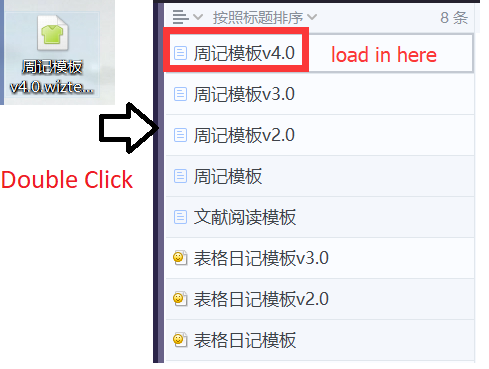 周记模板
v4.0.wizte...
Double Click
按照标题排序
8 条
周记模板v4.0
load in here
周记模板v3.0
周记模板v2.0
周记模板
文献阅读模板
表格日记模板v3.0
表格日记模板v2.0
表格日记模板